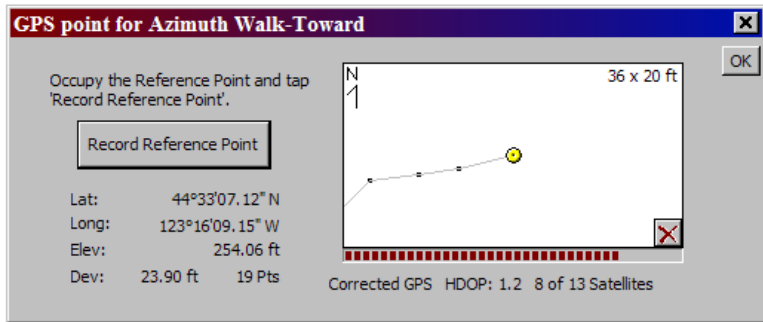 GPS point for Azimuth Walk-Toward
OK
Occupy the Reference Point and tap
'Record Reference Point'.
Record Reference Point
Lat: 44°33'07.12" N
Long: 123°16'09.15" W
Elev: 254.06 ft
Dev: 23.90 ft 19 Pts
N
36 x 20 ft
Corrected GPS HDOP: 1.2 8 of 13 Satellites